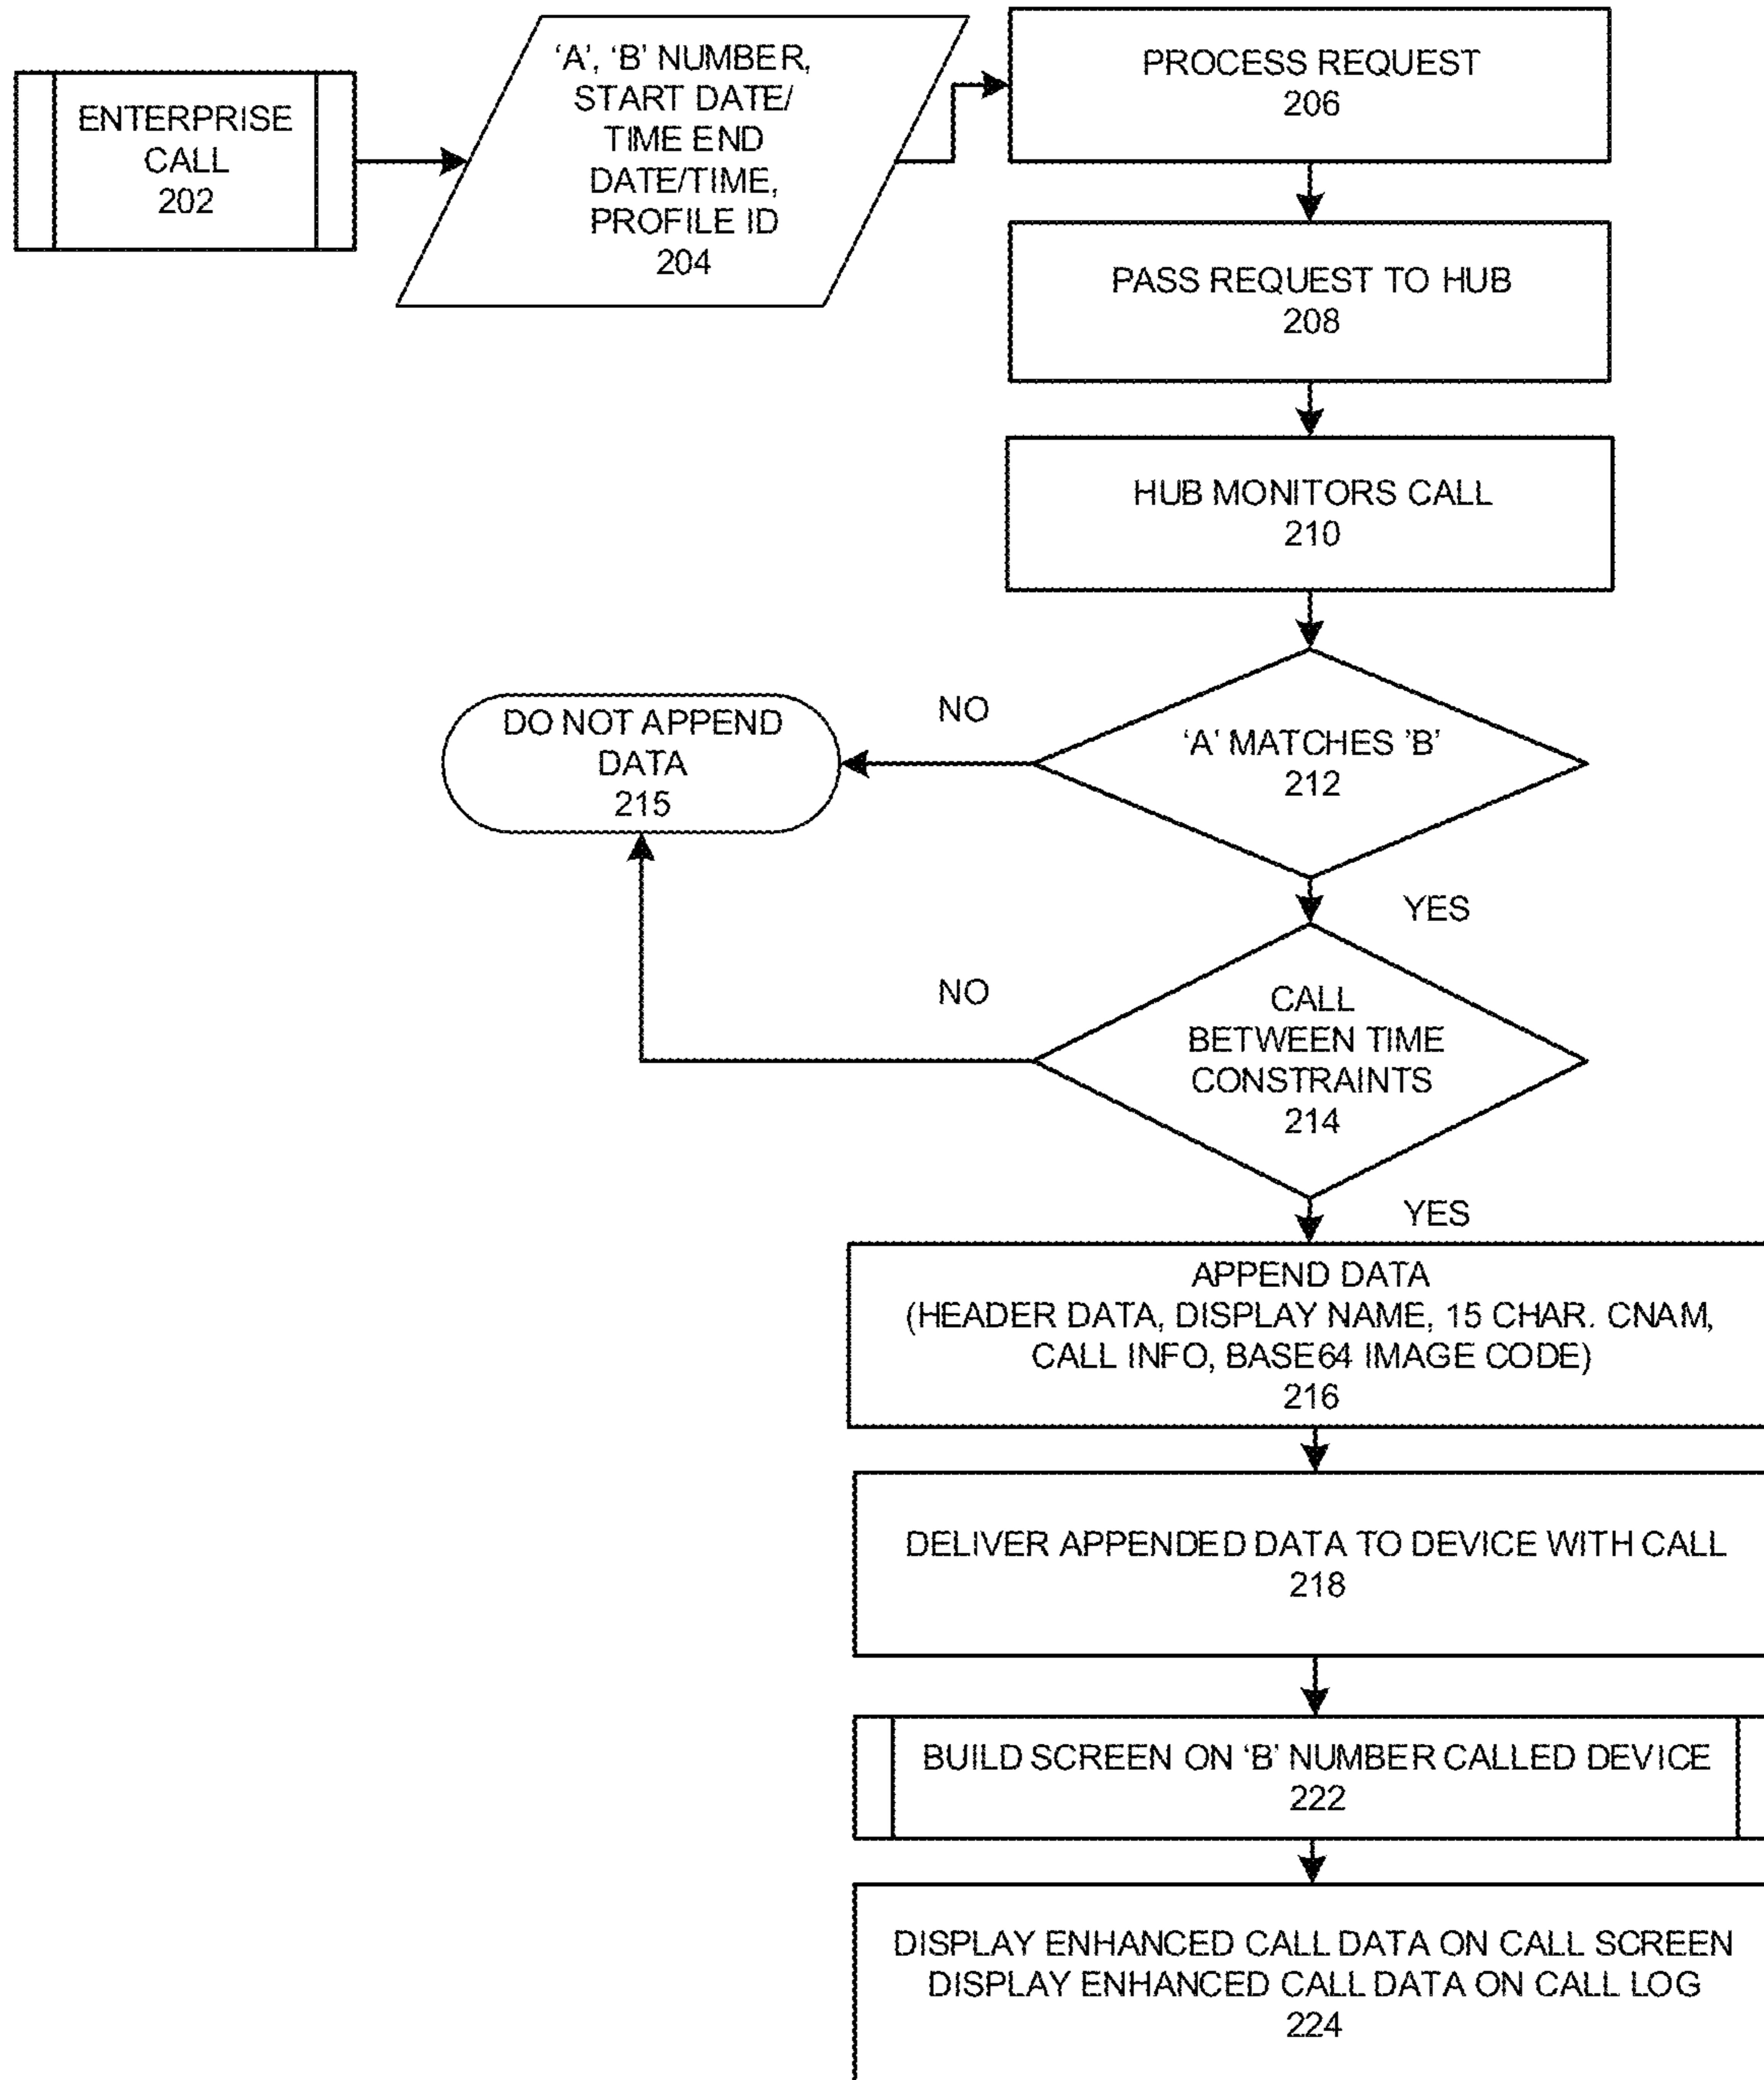 ENTERPRISE
CALL
202
‘A’, ‘B’ NUMBER,
START DATE/
TIME END
DATE/TIME,
PROFILE ID
204
PROCESS REQUEST
206
PASS REQUEST TO HUB
208
HUB MONITORS CALL
210
‘A’ MATCHES ’B’
212
NO
DO NOT APPEND
DATA
215
YES
CALL
BETWEEN TIME
CONSTRAINTS
214
NO
YES
APPEND DATA
(HEADER DATA, DISPLAY NAME, 15 CHAR. CNAM,
CALL INFO, BASE64 IMAGE CODE)
216
DELIVER APPENDED DATA TO DEVICE WITH CALL
218
BUILD SCREEN ON ‘B’ NUMBER CALLED DEVICE
222
DISPLAY ENHANCED CALL DATA ON CALL SCREEN
DISPLAY ENHANCED CALL DATA ON CALL LOG
224